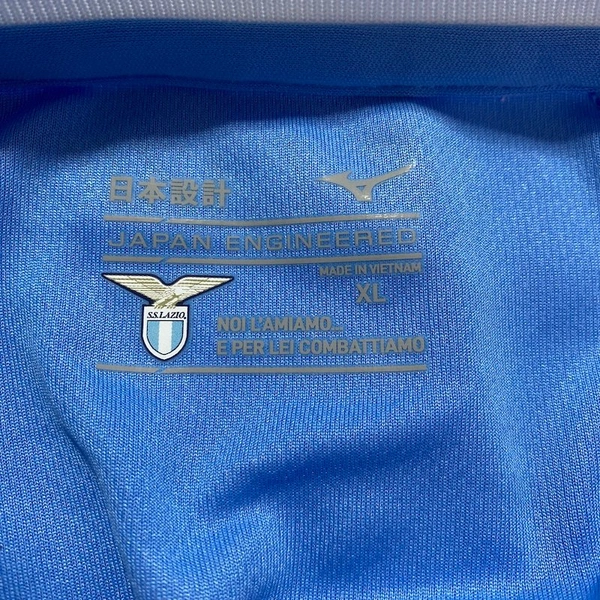 日本設計
JAPAN ENGINEERED
MADE IN VIETNAM
XL
S.S.LAZIO
NOI L'AMIAMO...
E PER LEI COMBATTIAMO